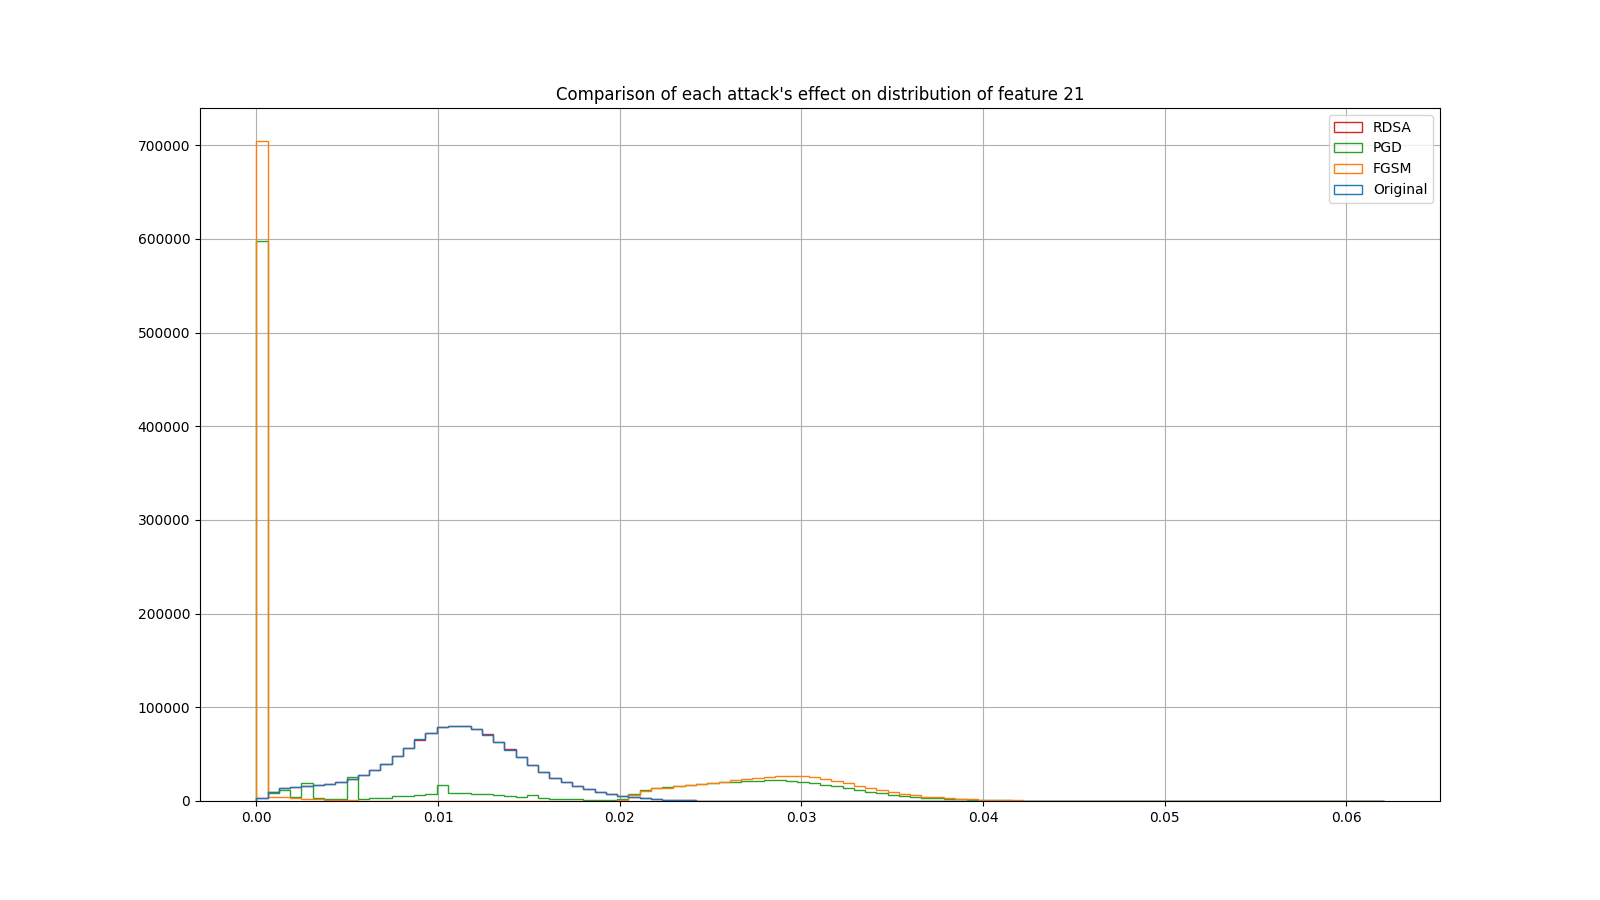 Comparison of each attack's effect on distribution of feature 21
700000
600000
500000
400000
300000
200000
100000
0
0.00 0.01 0.02 0.03 0.04 0.05 0.06
RDSA
PGD
FGSM
Original